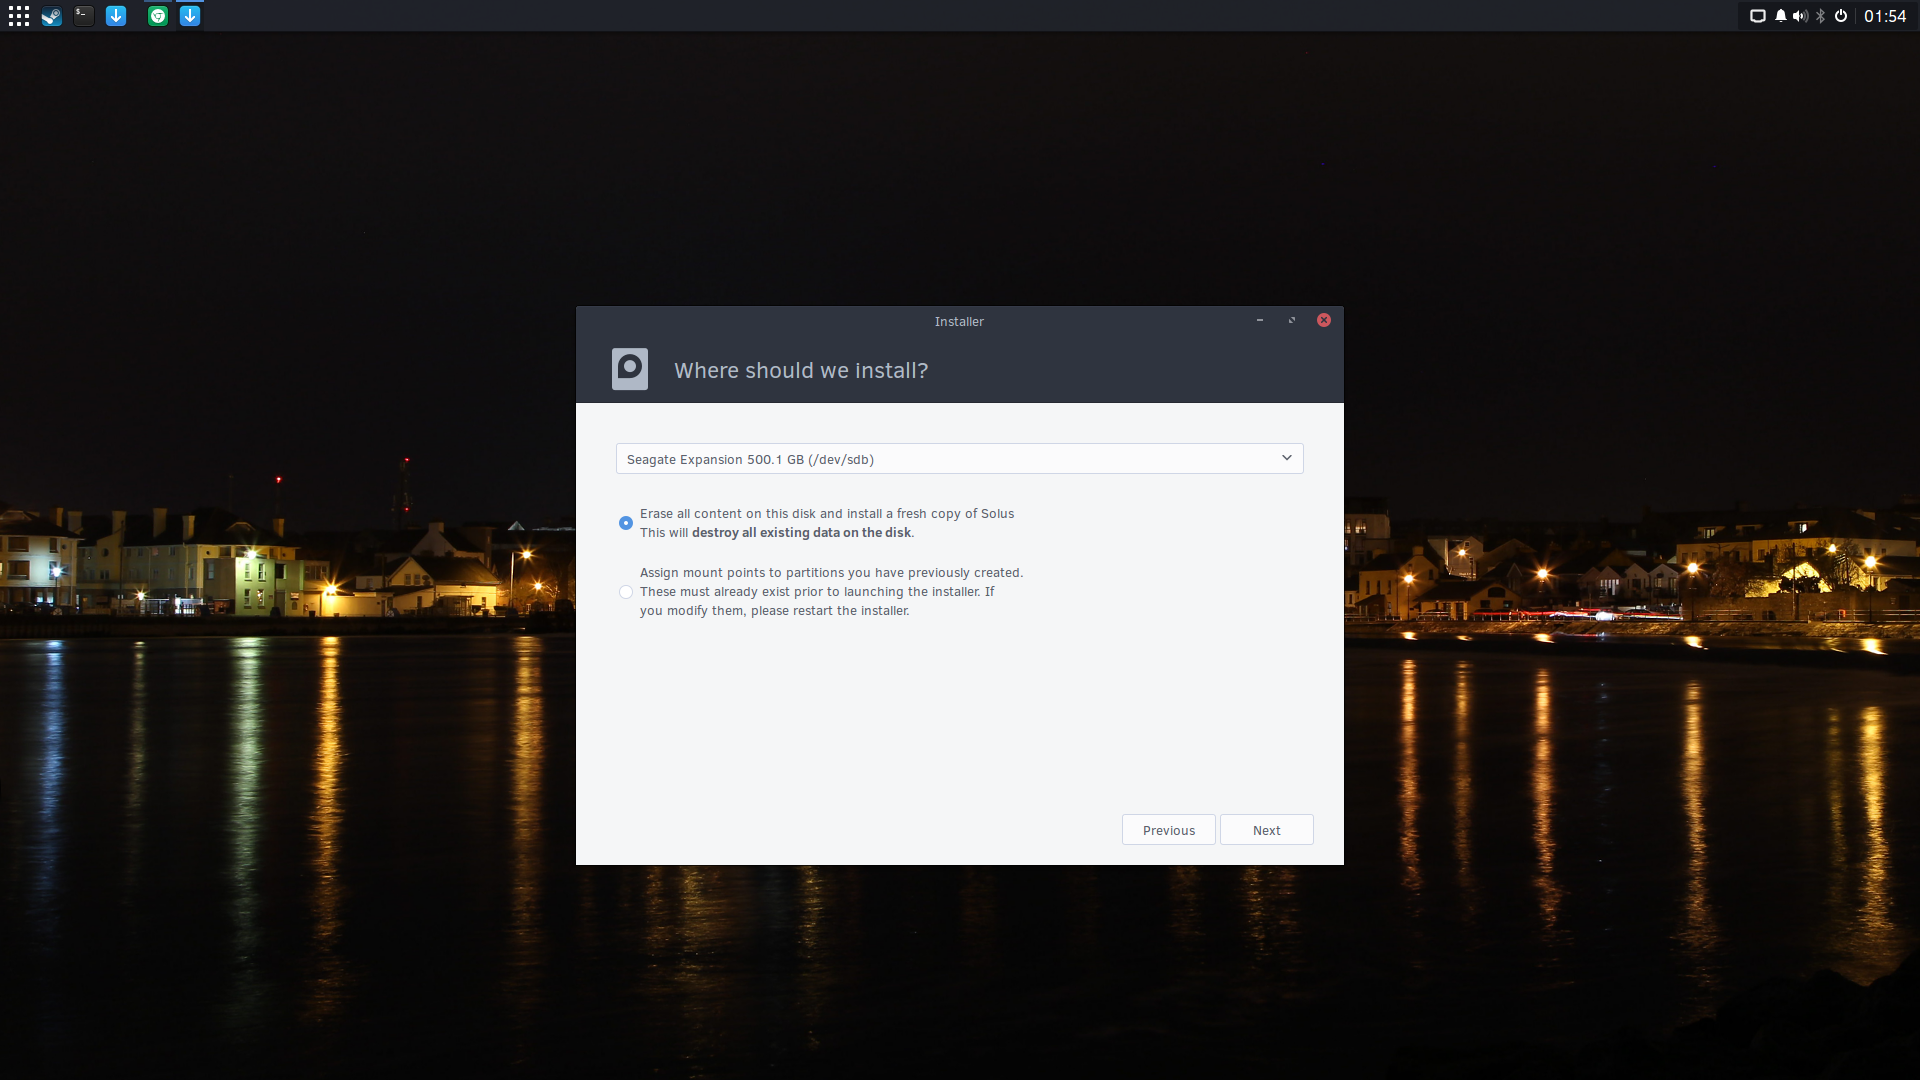 01:54
Installer
Where should we install?
Seagate Expansion 500.1 GB (/dev/sdb)
Erase all content on this disk and install a fresh copy of Solus
This will destroy all existing data on the disk.
Assign mount points to partitions you have previously created.
These must already exist prior to launching the installer. If
you modify them, please restart the installer.
Previous
Next